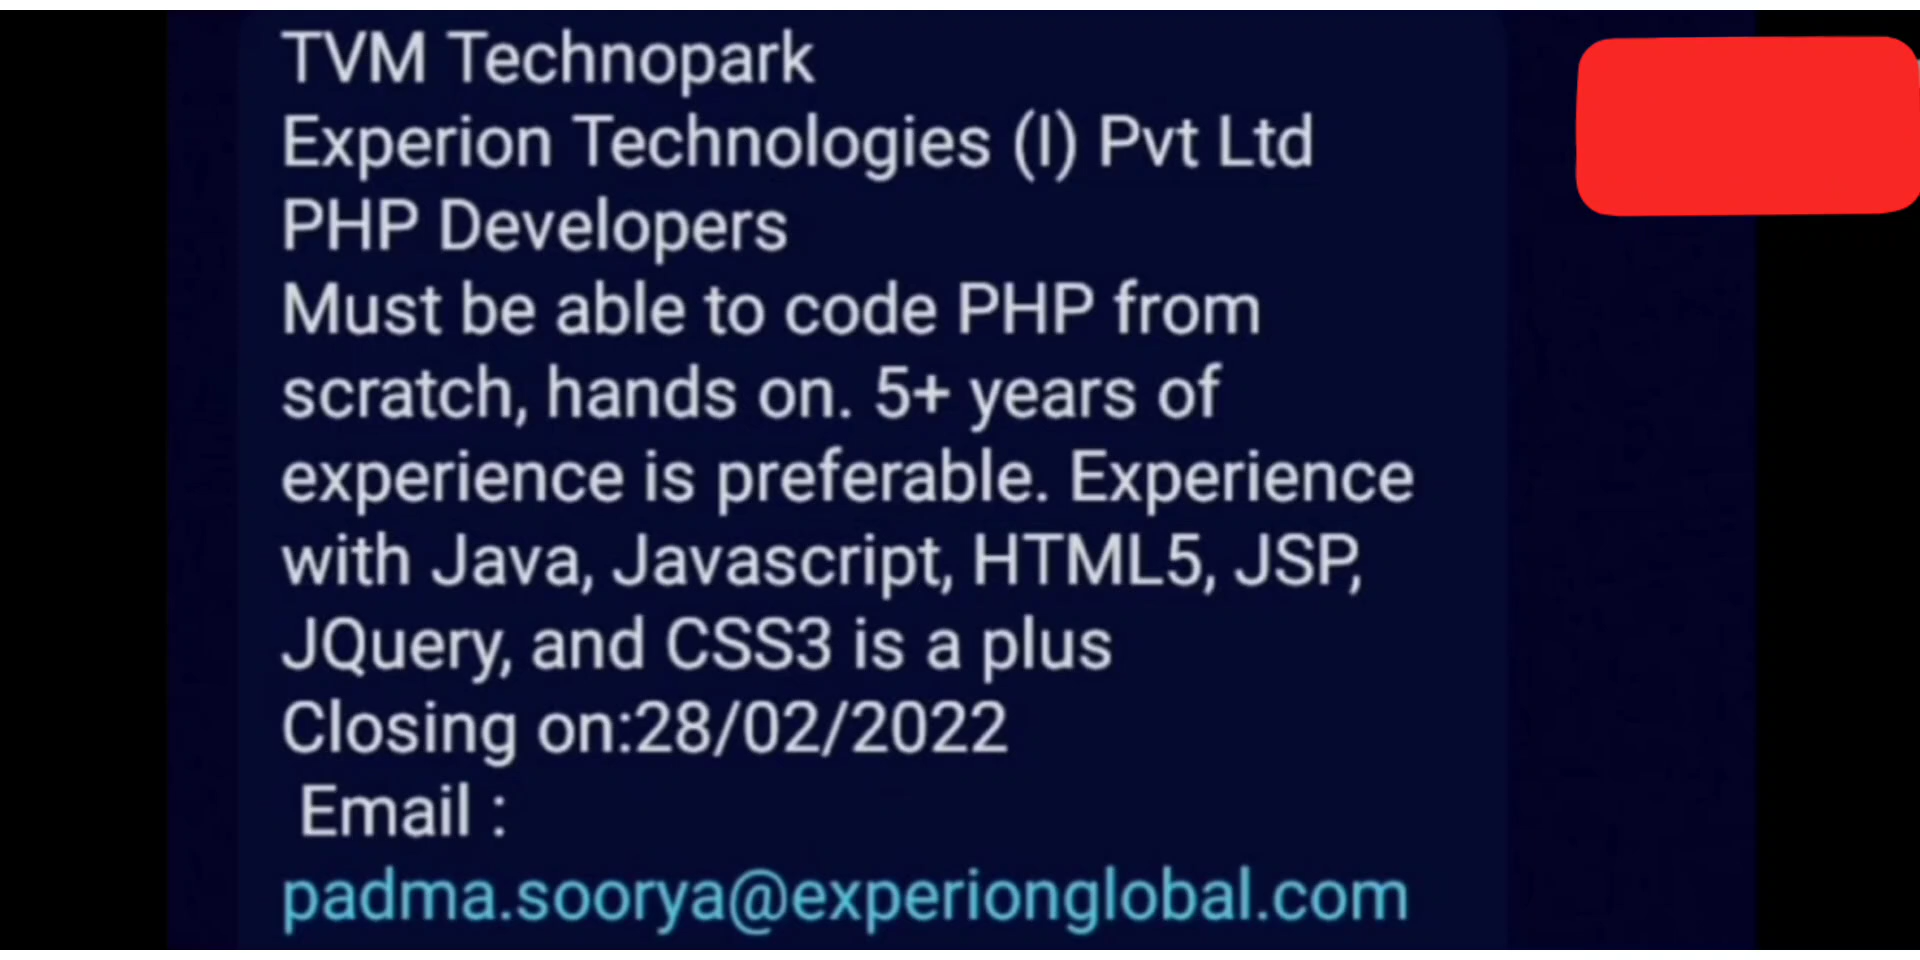 TVM Technopark
Experion Technologies (I) Pvt Ltd
PHP Developers
Must be able to code PHP from
scratch, hands on. 5+ years of
experience is preferable. Experience
with Java, Javascript, HTML5, JSP,
JQuery, and CSS3 is a plus
Closing on:28/02/2022
Email :
padma.soorya@experionglobal.com